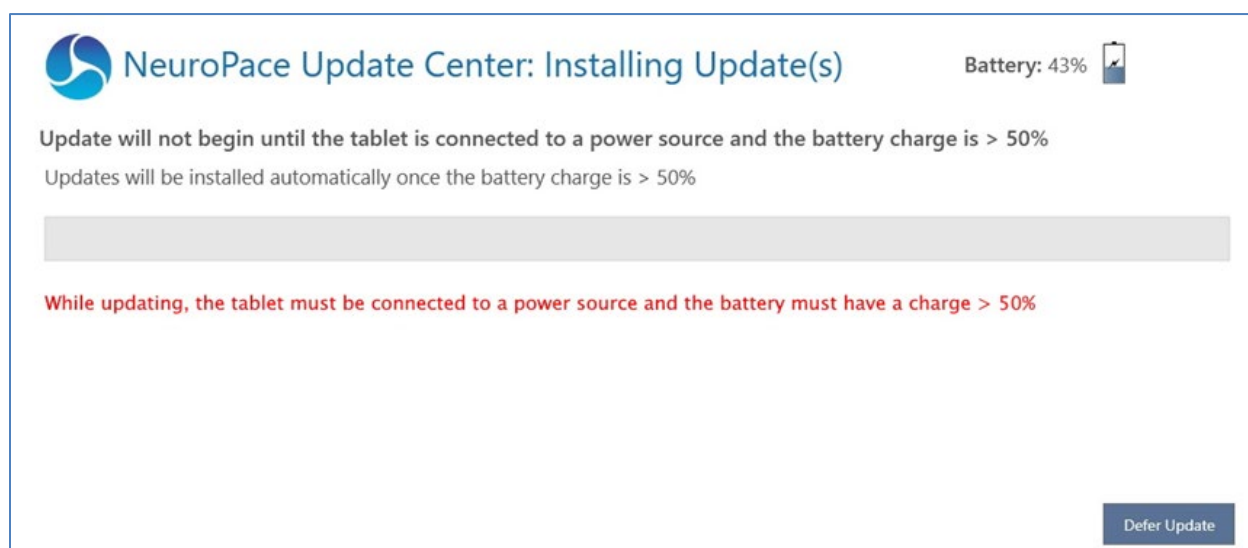 NeuroPace Update Center: Installing Update(s)
Battery: 43%
Update will not begin until the tablet is connected to a power source and the battery charge is > 50%
Updates will be installed automatically once the battery charge is > 50%
While updating, the tablet must be connected to a power source and the battery must have a charge > 50%
Defer Update